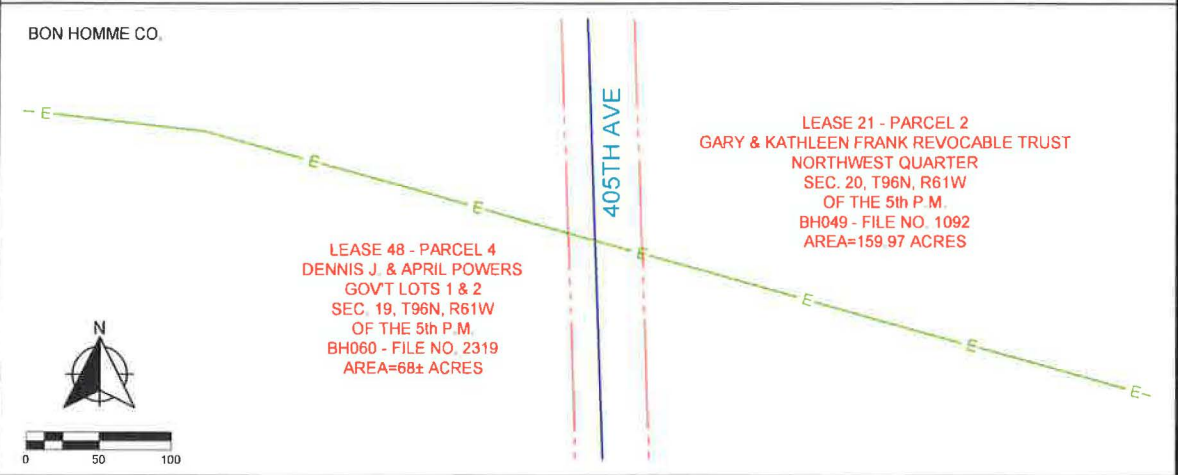 BON HOMME CO.
E
E
E
E
E
E
E
405TH AVE
LEASE 21 - PARCEL 2
GARY & KATHLEEN FRANK REVOCABLE TRUST
NORTHWEST QUARTER
SEC. 20, T96N, R61W
OF THE 5th P.M.
BH049 - FILE NO. 1092
AREA=159.97 ACRES
LEASE 48 - PARCEL 4
DENNIS J. & APRIL POWERS
GOV'T LOTS 1 & 2
SEC. 19, T96N, R61W
OF THE 5th P.M.
BH060 - FILE NO. 2319
AREA=68± ACRES
N
0 50 100